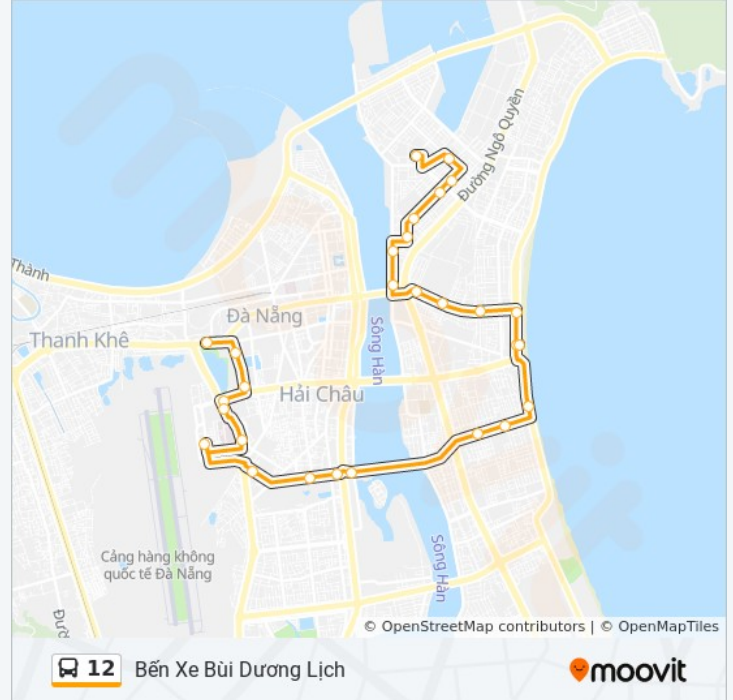 Đường Ngô Quyền
Thành
Đà Nẵng
Thanh Khê
Sông Hàn
Hải Châu
Cảng hàng không
quốc tế Đà Nẵng
Sông Hàn
Đườ
© OpenStreetMap contributors | © OpenMapTiles
12 Bến Xe Bùi Dương Lịch
moovit